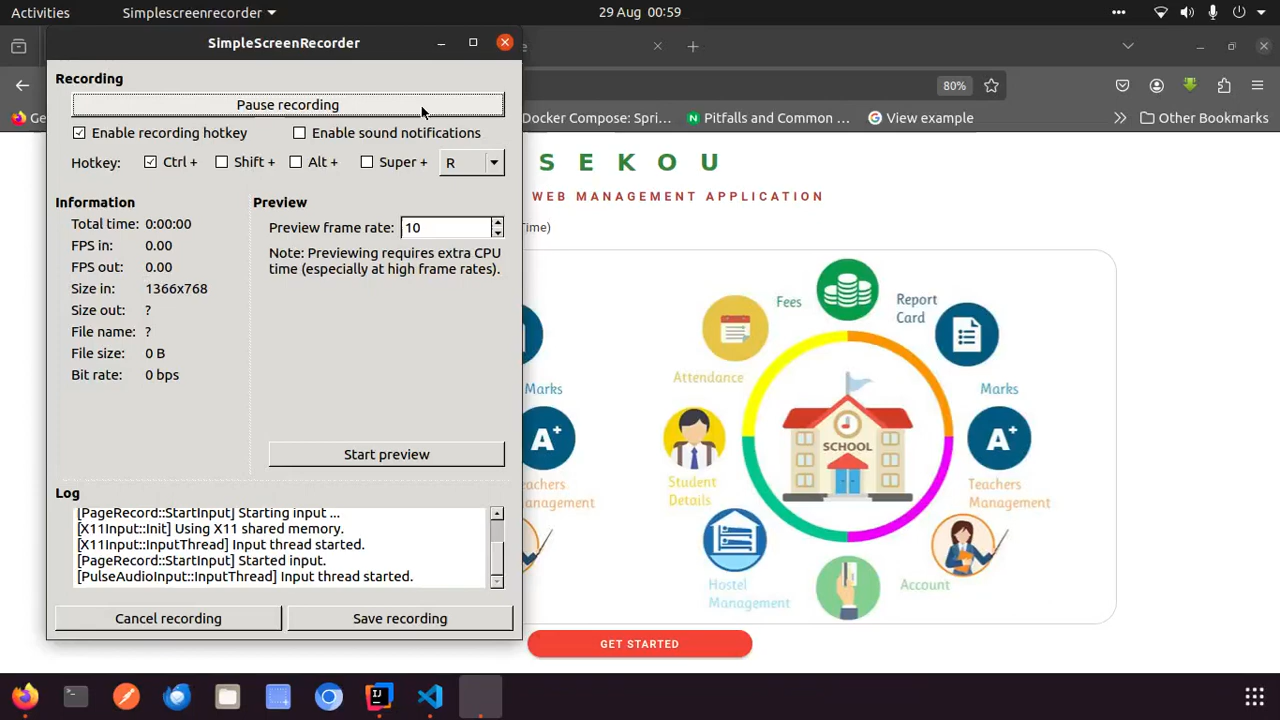 Activities
Simplescreenrecorder
29 Aug 00:59
SimpleScreenRecorder
Recording
Pause recording
Enable recording hotkey
Enable sound notifications
Hotkey: Ctrl + Shift + Alt + Super + R
Information
Total time: 0:00:00
FPS in: 0.00
FPS out: 0.00
Size in: 1366x768
Size out: ?
File name: ?
File size: 0 B
Bit rate: 0 bps
Preview
Preview frame rate: 10
Note: Previewing requires extra CPU
time (especially at high frame rates).
Start preview
Log
[PageRecord::StartInput] Starting input ...
[X11Input::Init] Using X11 shared memory.
[X11Input::InputThread] Input thread started.
[PageRecord::StartInput] Started input.
[PulseAudioInput::InputThread] Input thread started.
Cancel recording
Save recording
80%
Docker Compose: Spri...
Pitfalls and Common ...
View example
Other Bookmarks
S E K O U
WEB MANAGEMENT APPLICATION
Time)
Marks
A+
Fees
Report
Card
Attendance
Marks
SCHOOL
A+
Student
Details
Teachers
Management
Hostel
Management
Account
GET STARTED